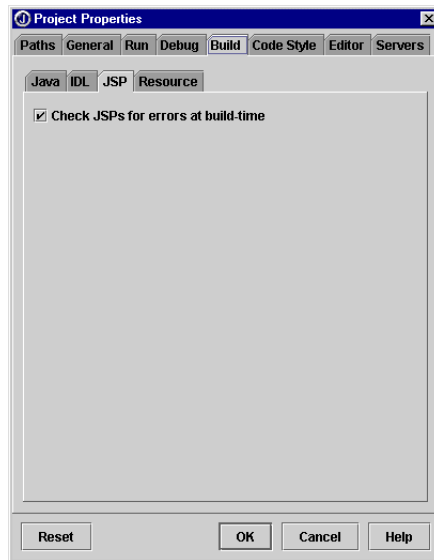 Project Properties
Paths General Run Debug Build Code Style Editor Servers
Java IDL JSP Resource
Check JSPs for errors at build-time
Reset OK Cancel Help